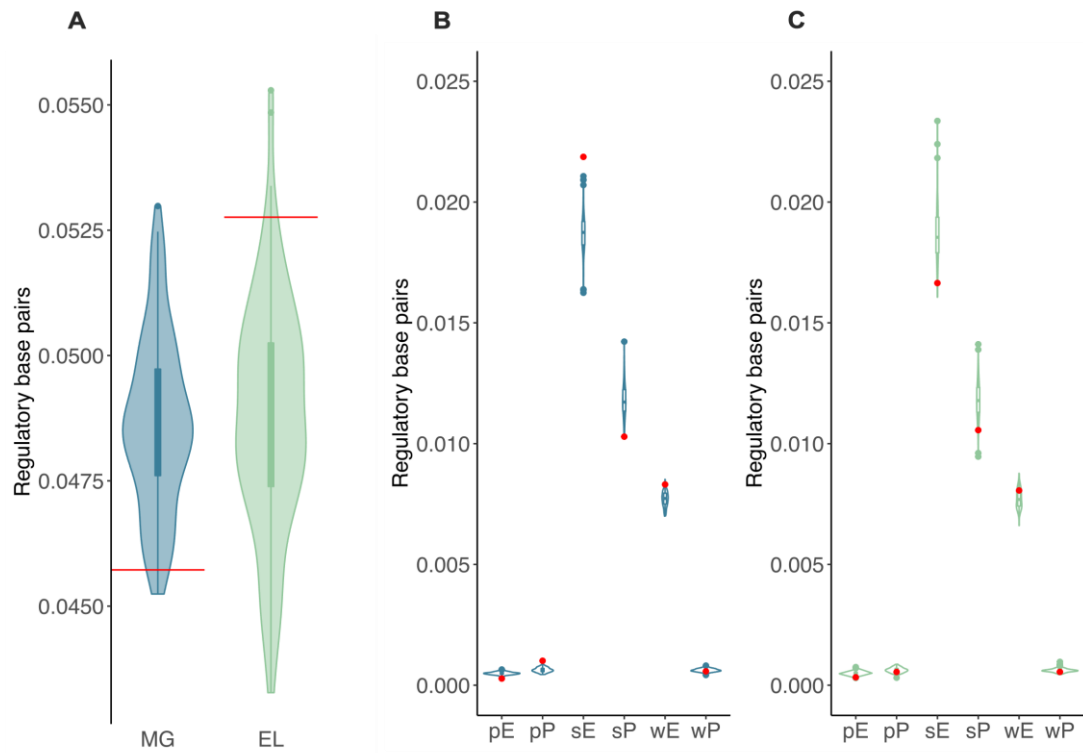 A
Regulatory base pairs
0.0550
0.0525
0.0500
0.0475
0.0450
MG EL
B
Regulatory base pairs
0.025
0.020
0.015
0.010
0.005
0.000
pE pP sE sP wE wP
C
Regulatory base pairs
0.025
0.020
0.015
0.010
0.005
0.000
pE pP sE sP wE wP